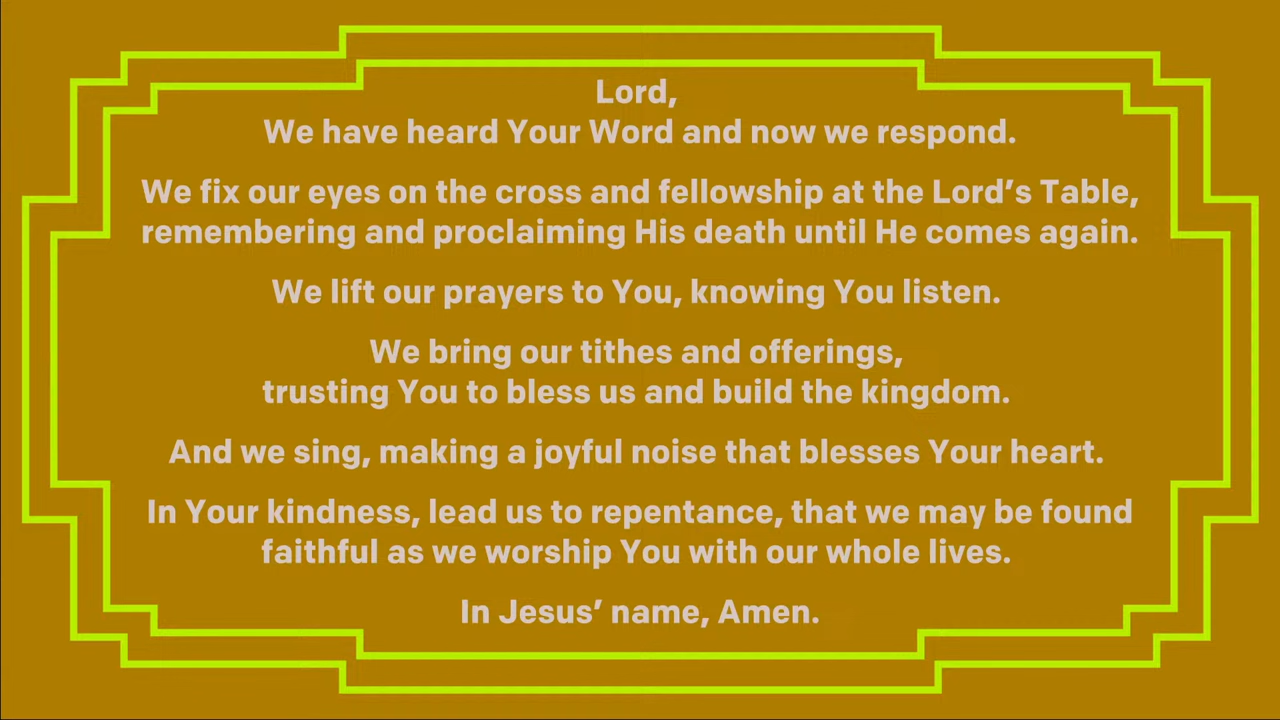 Lord,
We have heard Your Word and now we respond.
We fix our eyes on the cross and fellowship at the Lord’s Table,
remembering and proclaiming His death until He comes again.
We lift our prayers to You, knowing You listen.
We bring our tithes and offerings,
trusting You to bless us and build the kingdom.
And we sing, making a joyful noise that blesses Your heart.
In Your kindness, lead us to repentance, that we may be found
faithful as we worship You with our whole lives.
In Jesus’ name, Amen.